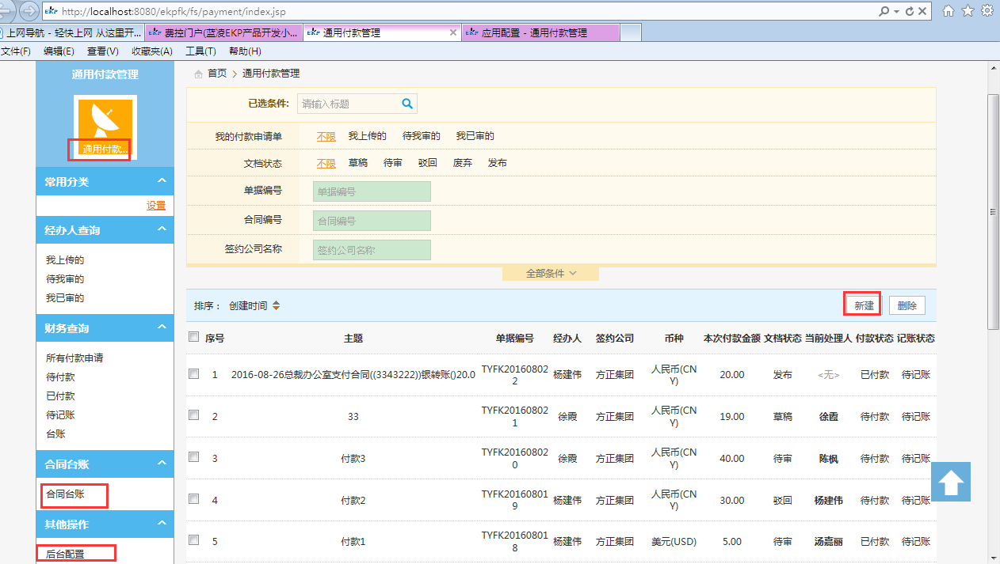 EKP http://localhost:8080/ekpfk/fs/payment/index.jsp
上网导航 - 轻快上网 从这里开... EKP 费控门户(蓝凌EKP产品开发小... EKP 通用付款管理 EKP 应用配置 - 通用付款管理
文件(F) 编辑(E) 查看(V) 收藏夹(A) 工具(T) 帮助(H)
通用付款管理
通用付款...
常用分类
设置
经办人查询
我上传的
待我审的
我已审的
财务查询
所有付款申请
待付款
已付款
待记账
台账
合同台账
合同台账
其他操作
后台配置
首页 > 通用付款管理
已选条件: 请输入标题
我的付款申请单 不限 我上传的 待我审的 我已审的
文档状态 不限 草稿 待审 驳回 废弃 发布
单据编号 单据编号
合同编号 合同编号
签约公司名称 签约公司名称
全部条件
排序： 创建时间 新建 删除
序号 主题 单据编号 经办人 签约公司 币种 本次付款金额 文档状态 当前处理人 付款状态 记账状态
1 2016-08-26总裁办公室支付合同((3343222))银转账()20.0 TYFK201608022 杨建伟 方正集团 人民币(CNY) 20.00 发布 <无> 已付款 待记账
2 33 TYFK201608021 徐霞 方正集团 人民币(CNY) 19.00 草稿 徐霞 待付款 待记账
3 付款3 TYFK201608020 徐霞 方正集团 人民币(CNY) 40.00 待审 陈枫 待付款 待记账
4 付款2 TYFK201608019 杨建伟 方正集团 人民币(CNY) 30.00 驳回 杨建伟 待付款 待记账
5 付款1 TYFK201608018 杨建伟 方正集团 美元(USD) 5.00 待审 汤嘉丽 已付款 待记账